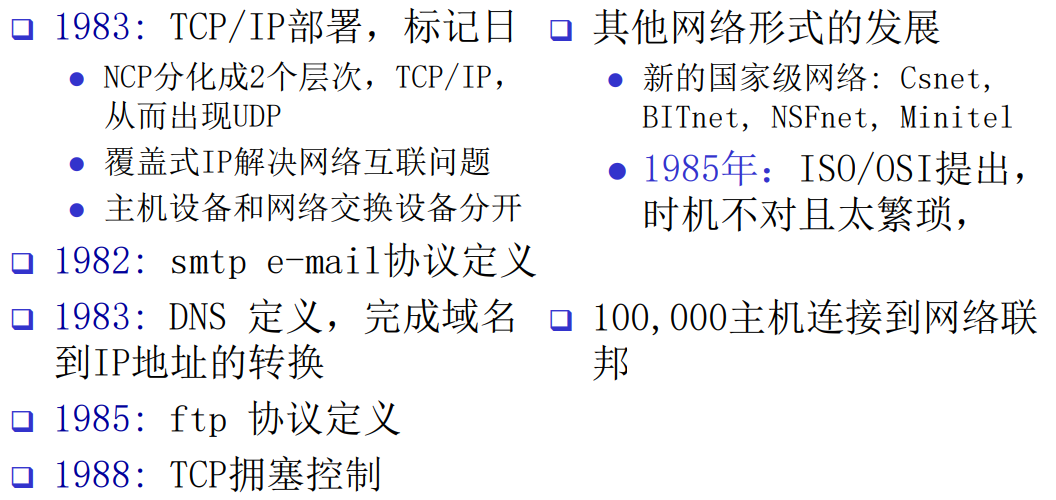 1983: TCP/IP部署，标记日
NCP分化成2个层次，TCP/IP，
从而出现UDP
覆盖式IP解决网络互联问题
主机设备和网络交换设备分开
1982: smtp e-mail协议定义
1983: DNS 定义，完成域名
到IP地址的转换
1985: ftp 协议定义
1988: TCP拥塞控制
其他网络形式的发展
新的国家级网络: Csnet,
BITnet, NSFnet, Minitel
1985年：ISO/OSI提出，
时机不对且太繁琐，
100,000主机连接到网络联
邦